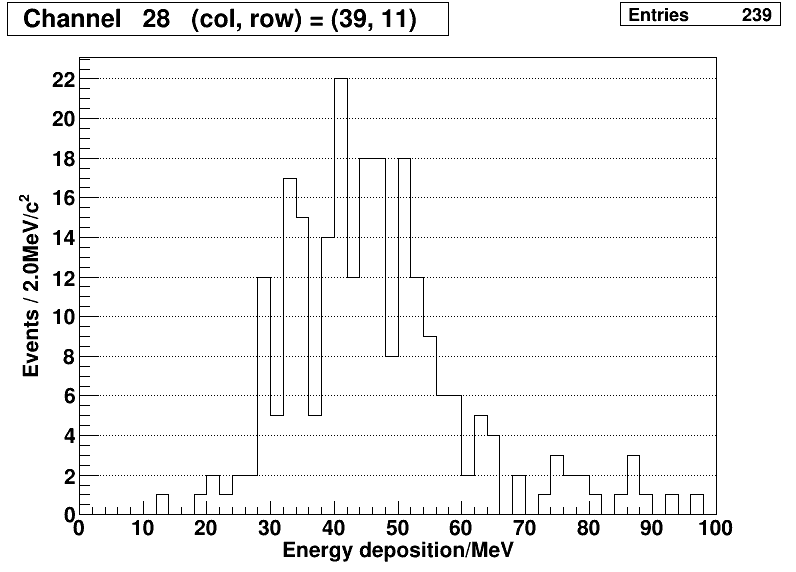 Channel 28 (col, row) = (39, 11)
Entries 239
Events / 2.0MeV/c²
22
20
18
16
14
12
10
8
6
4
2
0
0 10 20 30 40 50 60 70 80 90 100
Energy deposition/MeV